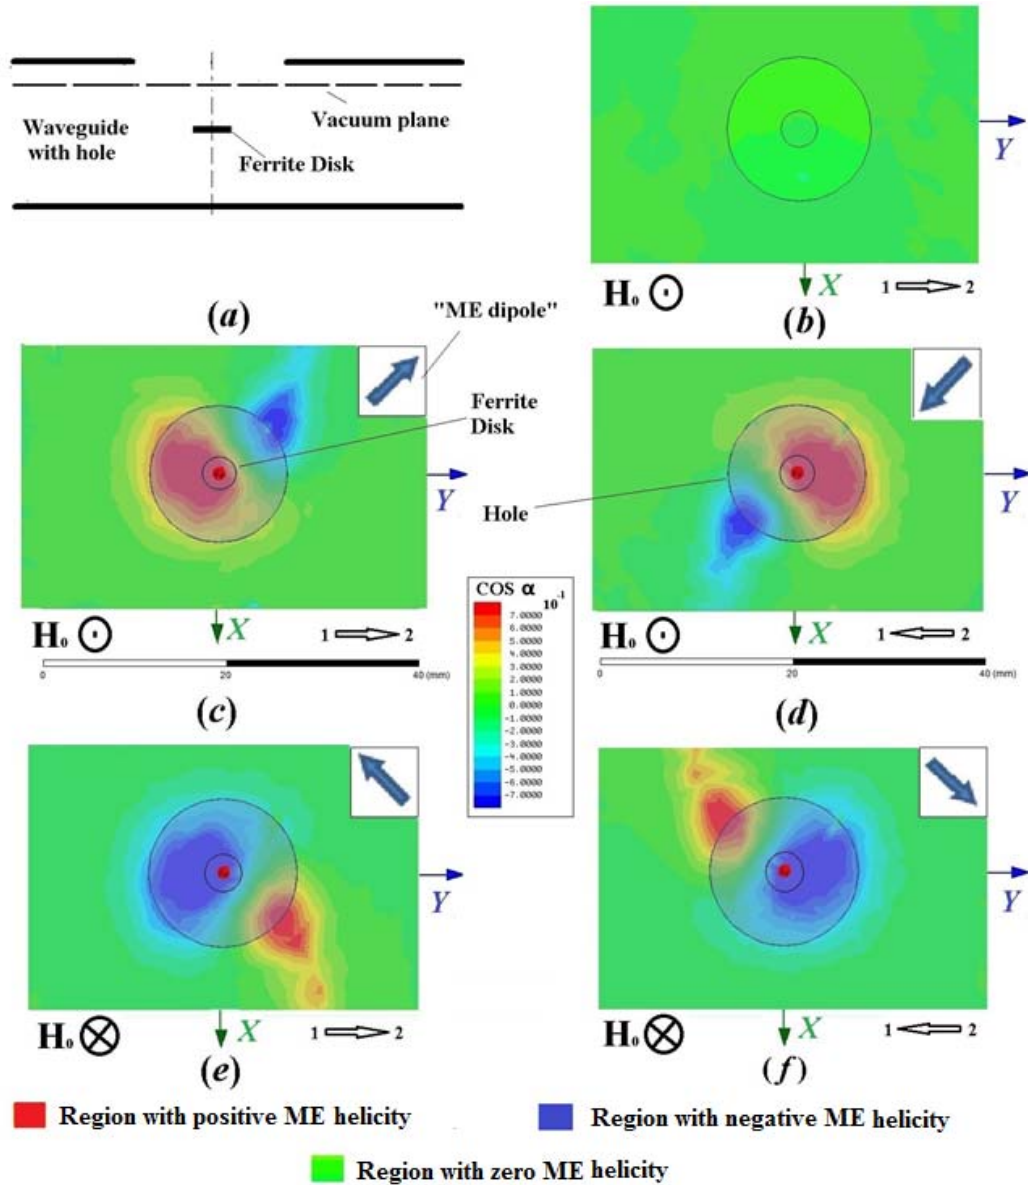 Waveguide
with hole
Vacuum plane
Ferrite Disk
(a)
Y
H₀
X
1 2
(b)
"ME dipole"
Ferrite
Disk
Hole
Y
H₀
X
1 2
0 20 40 (mm)
(c)
Y
H₀
X
1 2
0 20 40 (mm)
(d)
COS α
10⁻¹
7.0000
6.0000
5.0000
4.0000
3.0000
2.0000
1.0000
0.0000
-1.0000
-2.0000
-3.0000
-4.0000
-5.0000
-6.0000
-7.0000
Y
H₀
X
1 2
(e)
Y
H₀
X
1 2
(f)
Region with positive ME helicity
Region with negative ME helicity
Region with zero ME helicity